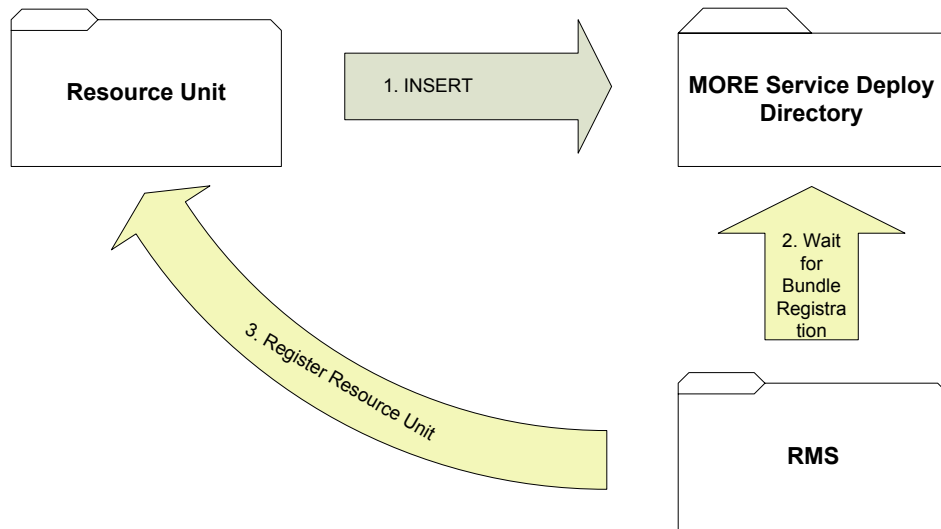 Resource Unit
1. INSERT
MORE Service Deploy
Directory
2. Wait
for
Bundle
Registra
tion
3. Register Resource Unit
RMS